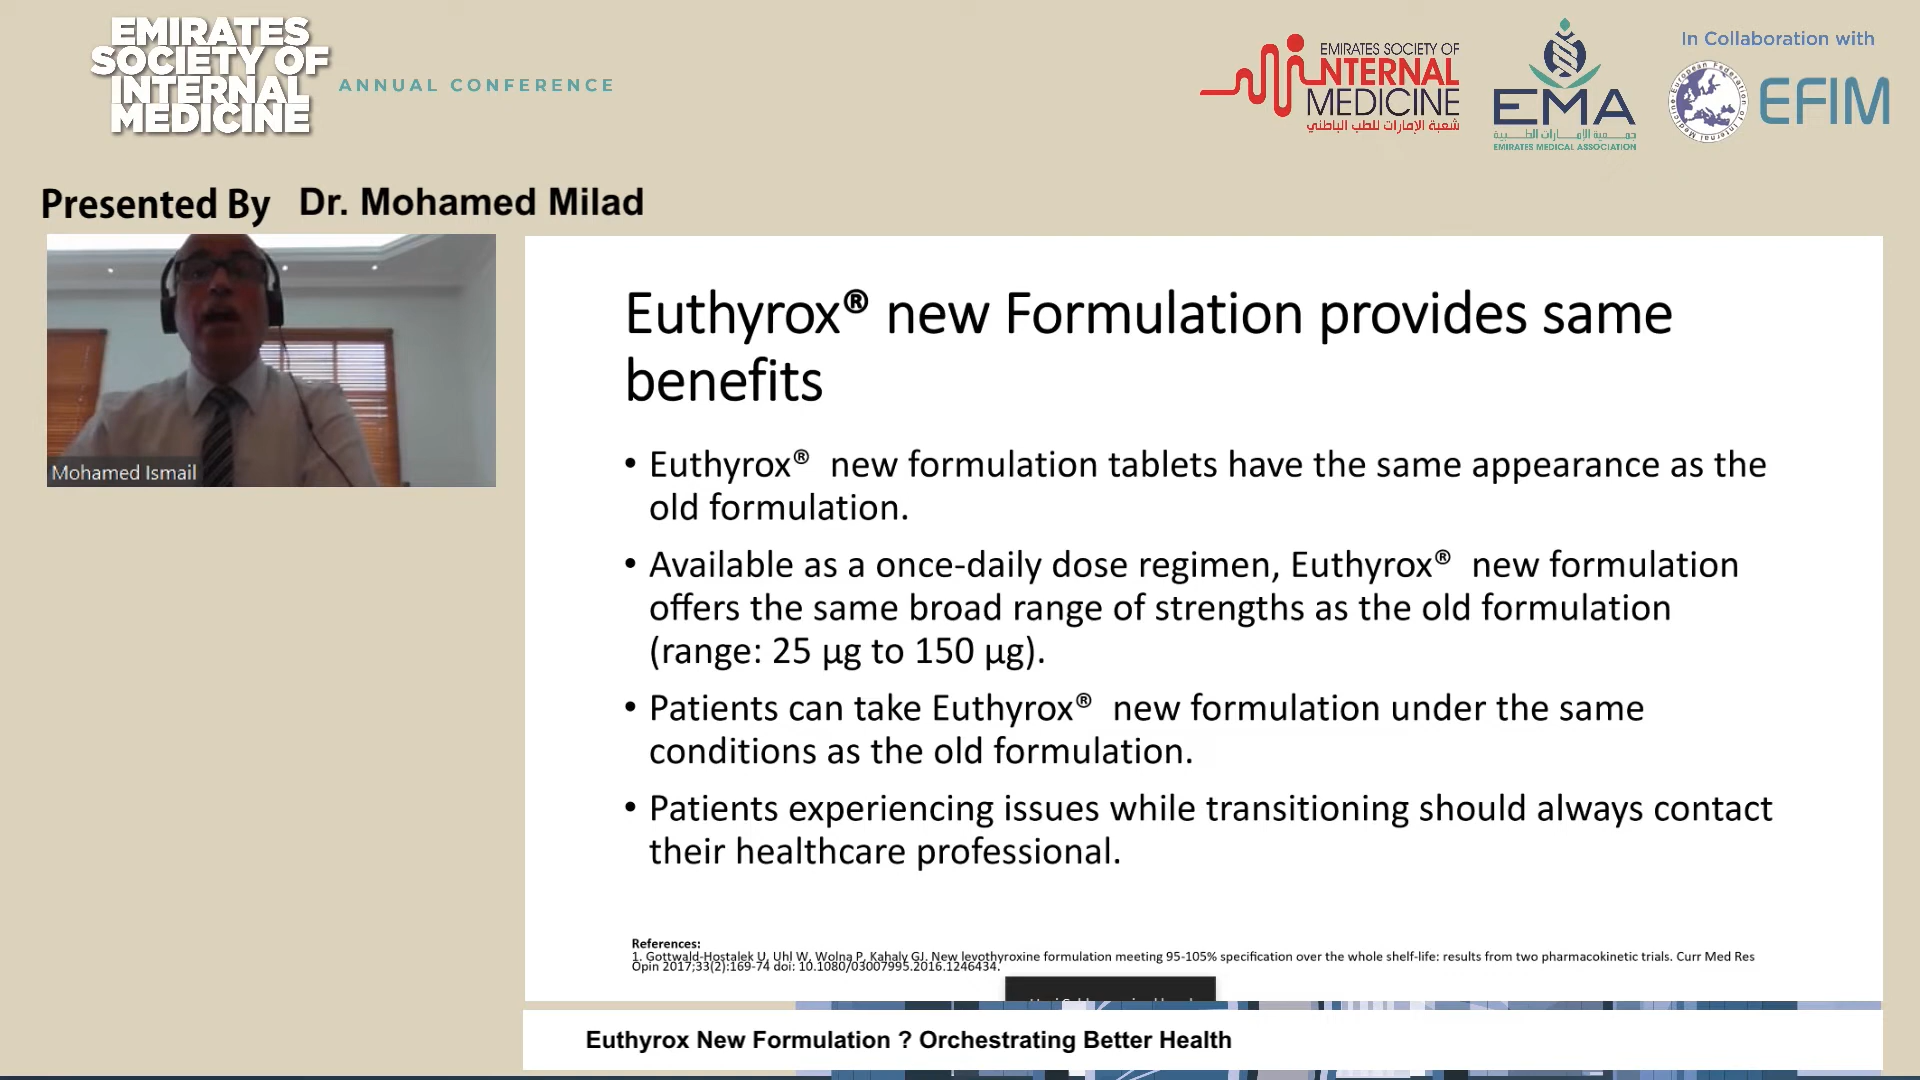 EMIRATES
SOCIETY OF
INTERNAL
MEDICINE
ANNUAL CONFERENCE
EMIRATES SOCIETY OF
INTERNAL
MEDICINE
شعبة الإمارات للطب الباطني
EMA
جمعية الإمارات الطبية
EMIRATES MEDICAL ASSOCIATION
In Collaboration with
European Federation of Internal Medicine
EFIM
Presented By Dr. Mohamed Milad
Mohamed Ismail
Euthyrox® new Formulation provides same
benefits
• Euthyrox® new formulation tablets have the same appearance as the
old formulation.
• Available as a once-daily dose regimen, Euthyrox® new formulation
offers the same broad range of strengths as the old formulation
(range: 25 µg to 150 µg).
• Patients can take Euthyrox® new formulation under the same
conditions as the old formulation.
• Patients experiencing issues while transitioning should always contact
their healthcare professional.
References:
1. Gottwald-Hostalek U, Uhl W, Wolna P, Kahaly GJ. New levothyroxine formulation meeting 95-105% specification over the whole shelf-life: results from two pharmacokinetic trials. Curr Med Res
Opin 2017;33(2):169-74 doi: 10.1080/03007995.2016.1246434.
Euthyrox New Formulation ? Orchestrating Better Health